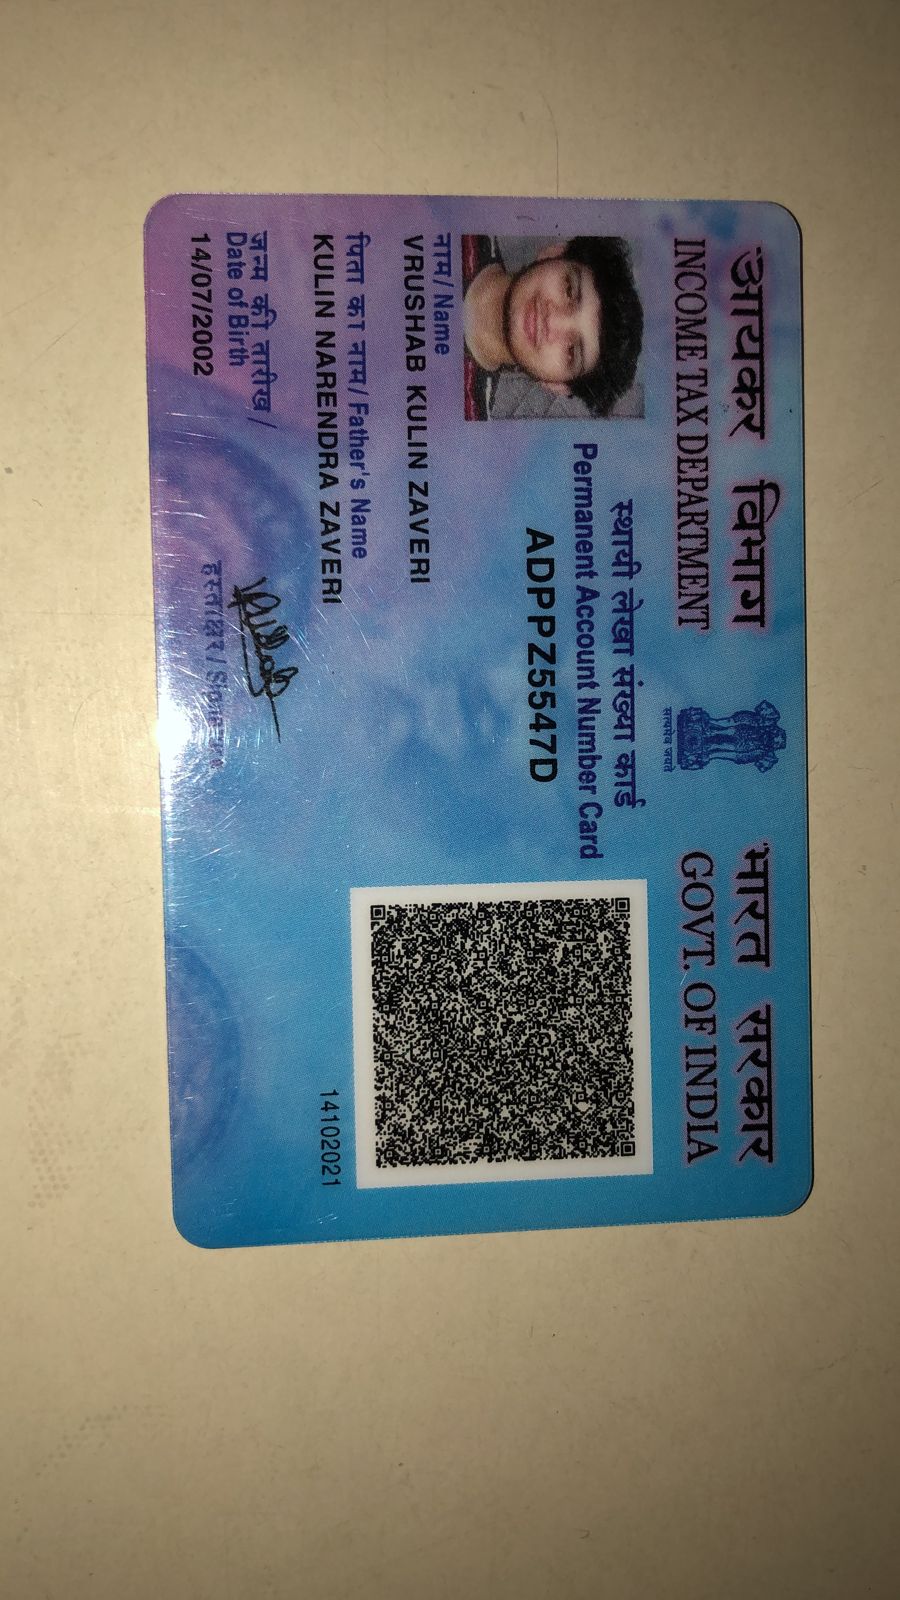 आयकर विभाग
INCOME TAX DEPARTMENT
सत्यमेव जयते
भारत सरकार
GOVT. OF INDIA
स्थायी लेखा संख्या कार्ड
Permanent Account Number Card
ADPPZ5547D
नाम / Name
VRUSHAB KULIN ZAVERI
पिता का नाम / Father's Name
KULIN NARENDRA ZAVERI
जन्म की तारीख /
Date of Birth
14/07/2002
हस्ताक्षर / Signature
14102021